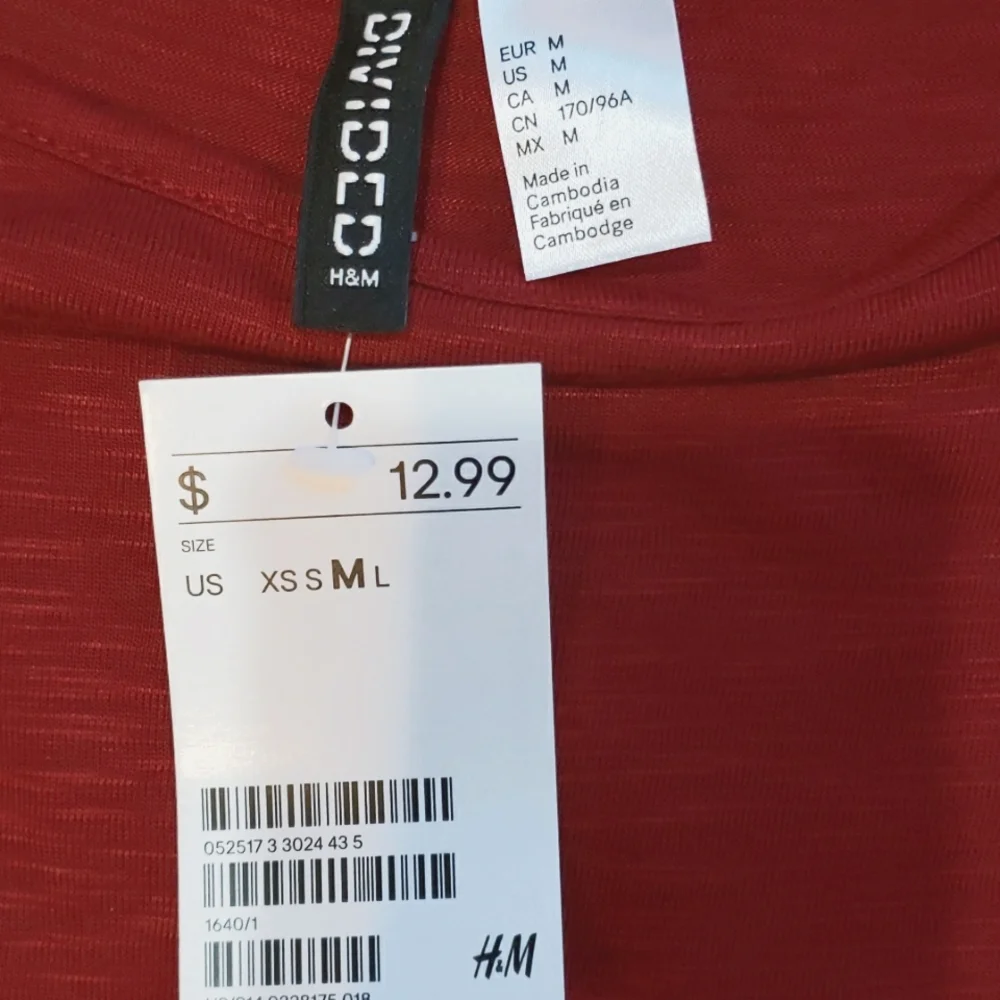 DIVIDED
H&M
EUR M
US M
CA M
CN 170/96A
MX M
Made in
Cambodia
Fabriqué en
Cambodge
$ 12.99
SIZE
US XS S M L
052517 3 3024 43 5
1640/1
H&M